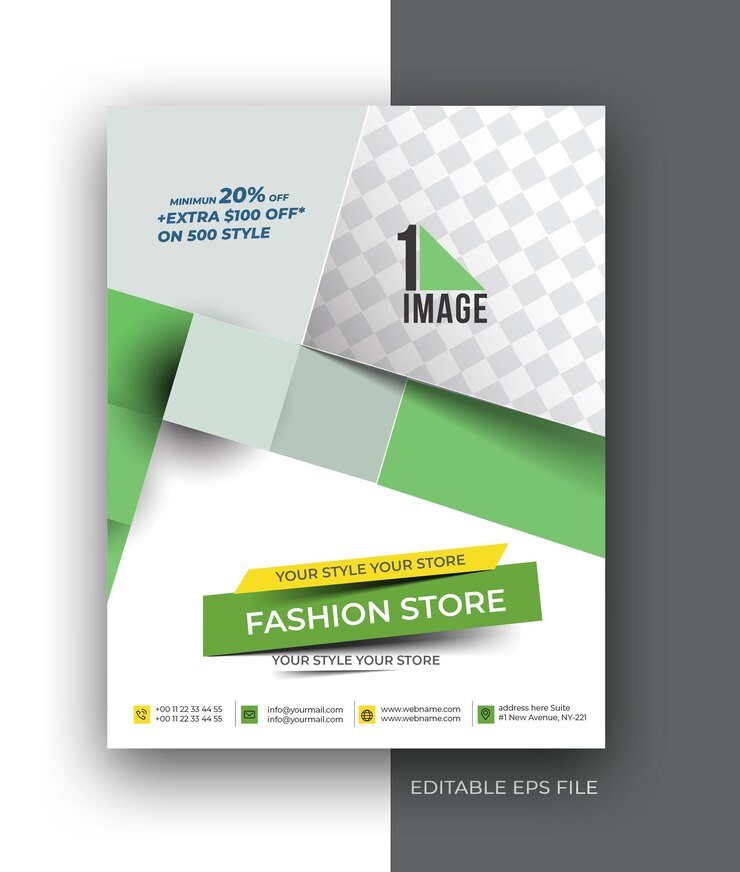 MINIMUN 20% OFF
+EXTRA $100 OFF*
ON 500 STYLE
1
IMAGE
YOUR STYLE YOUR STORE
FASHION STORE
YOUR STYLE YOUR STORE
+00 11 22 33 44 55
+00 11 22 33 44 55
info@yourmail.com
info@yourmail.com
www.webname.com
www.webname.com
address here Suite
#1 New Avenue, NY-221
EDITABLE EPS FILE